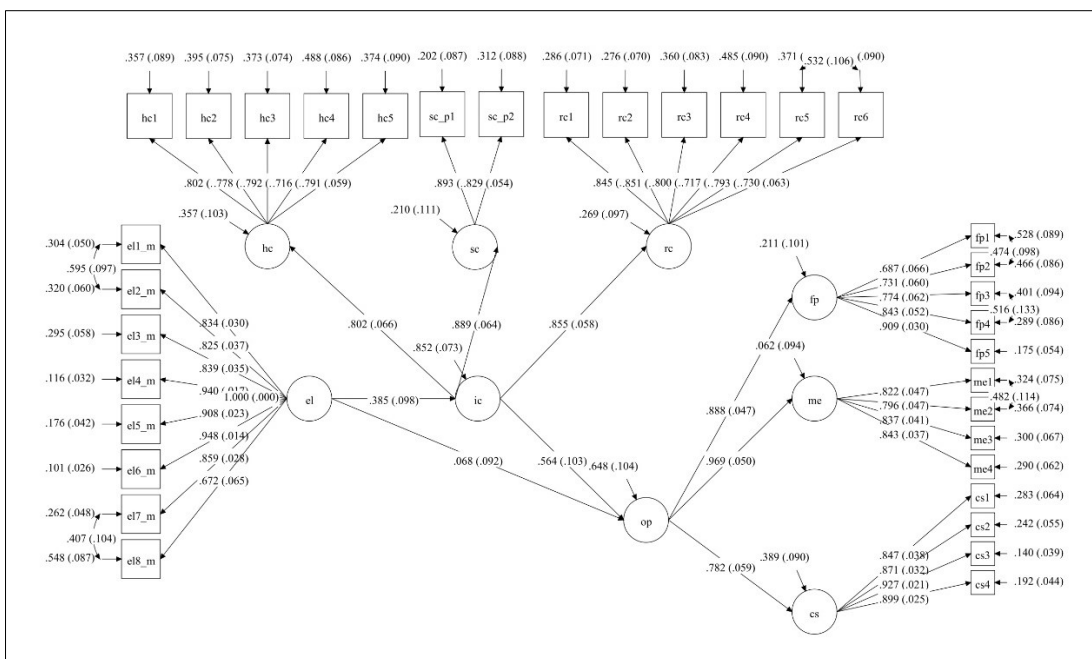 .357 (.089) .395 (.075) .373 (.074) .488 (.086) .374 (.090) .202 (.087) .312 (.088) .286 (.071) .276 (.070) .360 (.083) .485 (.090) .371 .532 (.106) (.090)
hc1 hc2 hc3 hc4 hc5 sc_p1 sc_p2 rc1 rc2 rc3 rc4 rc5 rc6
.802 (. .778 (. .792 (. .716 (. .791 (.059) .893 (. .829 (.054) .845 (. .851 (. .800 (. .717 (. .793 (. .730 (.063)
.357 (.103) .210 (.111) .269 (.097)
hc sc rc
.304 (.050) el1_m
.595 (.097)
.320 (.060) el2_m
.295 (.058) el3_m
.116 (.032) el4_m
.176 (.042) el5_m
.101 (.026) el6_m
.262 (.048) el7_m
.407 (.104)
.548 (.087) el8_m
.834 (.030)
.825 (.037)
.839 (.035)
.940 (.017)
1.000 (.000)
.908 (.023)
.948 (.014)
.859 (.028)
.672 (.065)
el
.802 (.066) .889 (.064) .855 (.058)
.852 (.073)
.385 (.098) ic
.068 (.092) .564 (.103) .648 (.104)
op
.888 (.047)
.969 (.050)
.782 (.059)
.211 (.101)
fp
.687 (.066)
.731 (.060)
.774 (.062)
.843 (.052)
.909 (.030)
fp1 .528 (.089)
.474 (.098)
fp2 .466 (.086)
fp3 .401 (.094)
.516 (.133)
fp4 .289 (.086)
fp5 .175 (.054)
.062 (.094)
me
.822 (.047)
.796 (.047)
.837 (.041)
.843 (.037)
me1 .324 (.075)
.482 (.114)
me2 .366 (.074)
me3 .300 (.067)
me4 .290 (.062)
.389 (.090)
cs
.847 (.038)
.871 (.032)
.927 (.021)
.899 (.025)
cs1 .283 (.064)
cs2 .242 (.055)
cs3 .140 (.039)
cs4 .192 (.044)